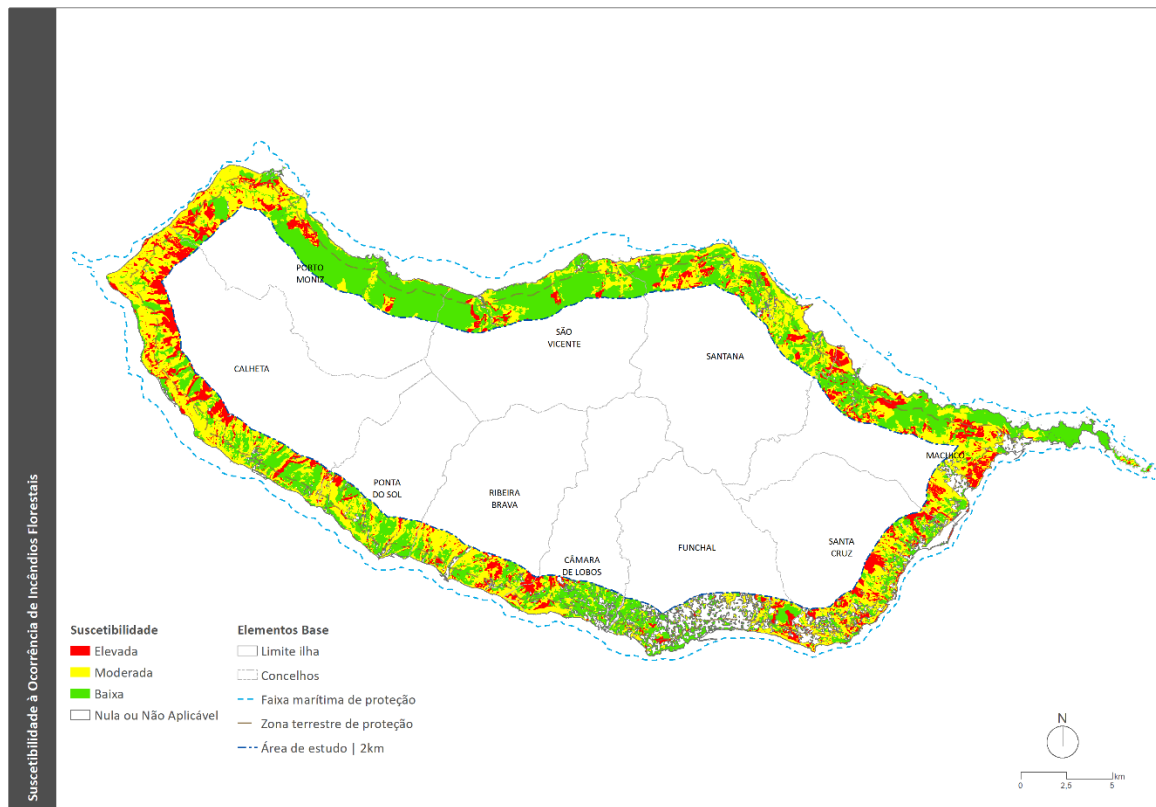 Suscetibilidade à Ocorrência de Incêndios Florestais
PORTO
MONIZ
SÃO
VICENTE
SANTANA
CALHETA
MACHICO
PONTA
DO SOL
RIBEIRA
BRAVA
SANTA
CRUZ
FUNCHAL
CÂMARA
DE LOBOS
Suscetibilidade
Elevada
Moderada
Baixa
Nula ou Não Aplicável
Elementos Base
Limite ilha
Concelhos
Faixa marítima de proteção
Zona terrestre de proteção
Área de estudo | 2km
N
km
0 2,5 5